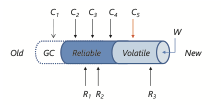 C₁ C₂ C₃ C₄ C₅
W
Old GC Reliable Volatile New
R₁ R₂ R₃